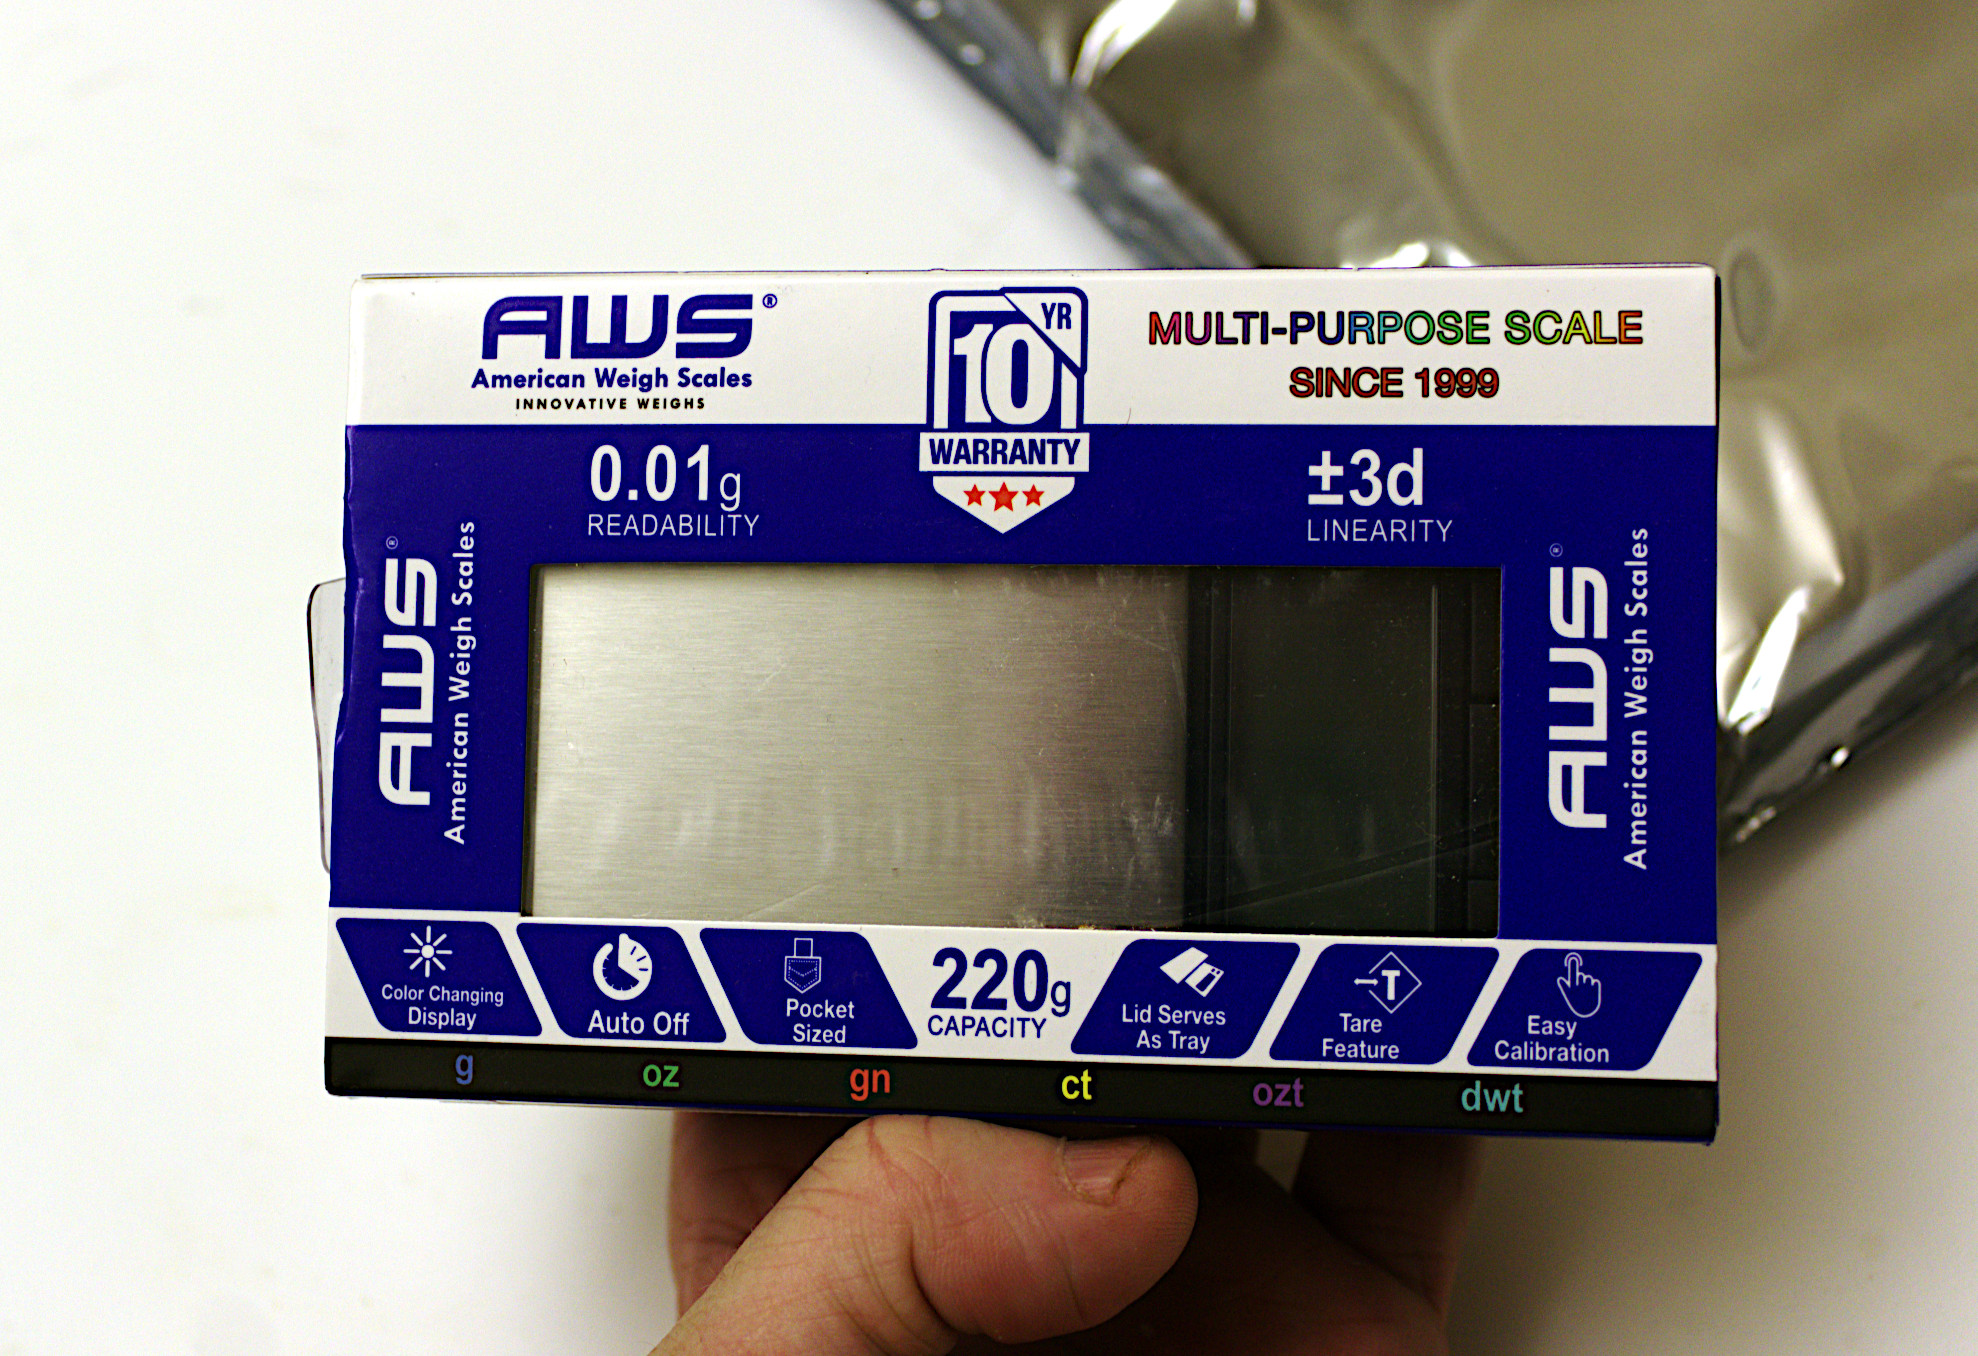 AWS®
American Weigh Scales
INNOVATIVE WEIGHS
10 YR
WARRANTY
MULTI-PURPOSE SCALE
SINCE 1999
0.01g
READABILITY
±3d
LINEARITY
AWS®
American Weigh Scales
AWS®
American Weigh Scales
Color Changing
Display
Auto Off
Pocket
Sized
220g
CAPACITY
Lid Serves
As Tray
T
Tare
Feature
Easy
Calibration
g oz gn ct ozt dwt